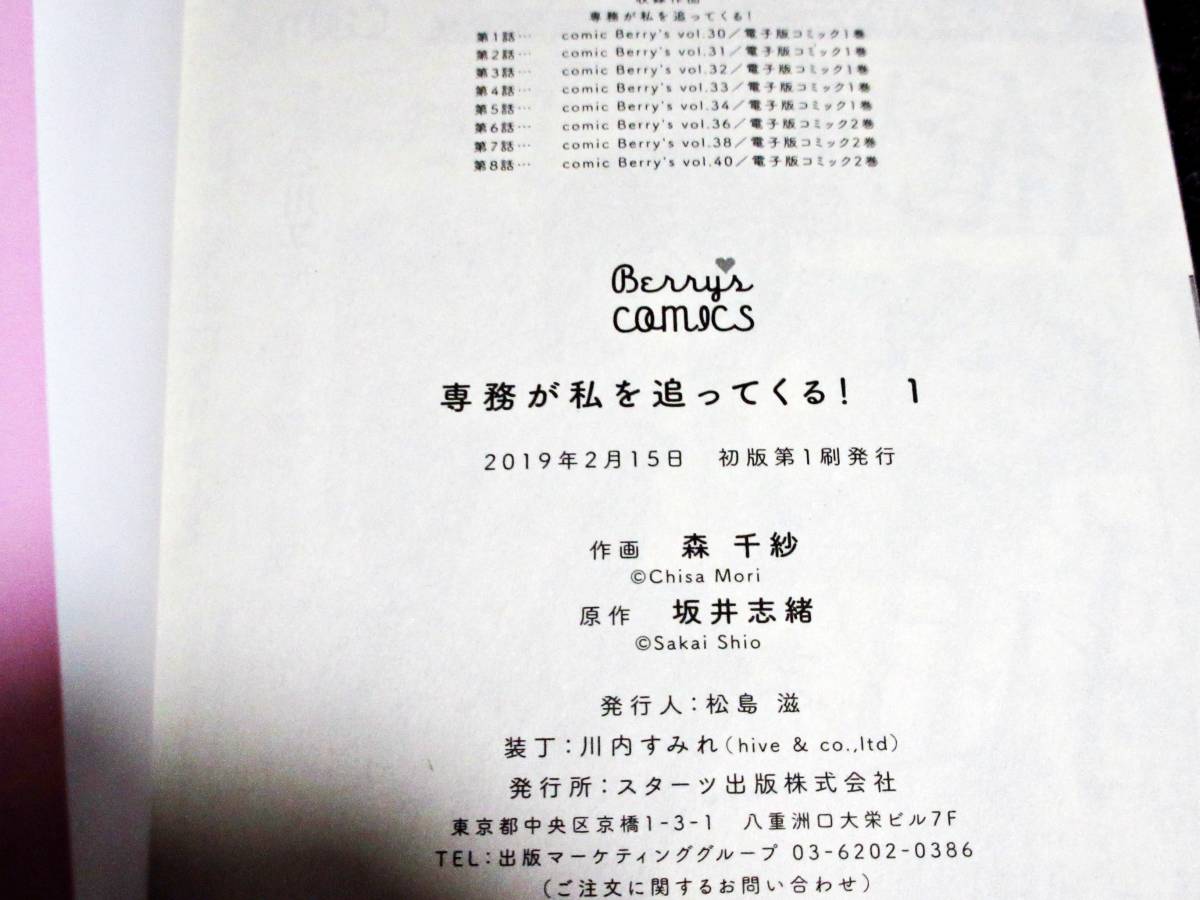 収録作品
専務が私を追ってくる！
第1話… comic Berry's vol.30／電子版コミック1巻
第2話… comic Berry's vol.31／電子版コミック1巻
第3話… comic Berry's vol.32／電子版コミック1巻
第4話… comic Berry's vol.33／電子版コミック1巻
第5話… comic Berry's vol.34／電子版コミック1巻
第6話… comic Berry's vol.36／電子版コミック2巻
第7話… comic Berry's vol.38／電子版コミック2巻
第8話… comic Berry's vol.40／電子版コミック2巻
Berry's
COMICS
専務が私を追ってくる！ 1
2019年2月15日 初版第1刷発行
作画 森 千紗
©Chisa Mori
原作 坂井志緒
©Sakai Shio
発行人：松島 滋
装丁：川内すみれ（hive & co.,ltd）
発行所：スターツ出版株式会社
東京都中央区京橋1-3-1 八重洲口大栄ビル7F
TEL：出版マーケティンググループ 03-6202-0386
（ご注文に関するお問い合わせ）